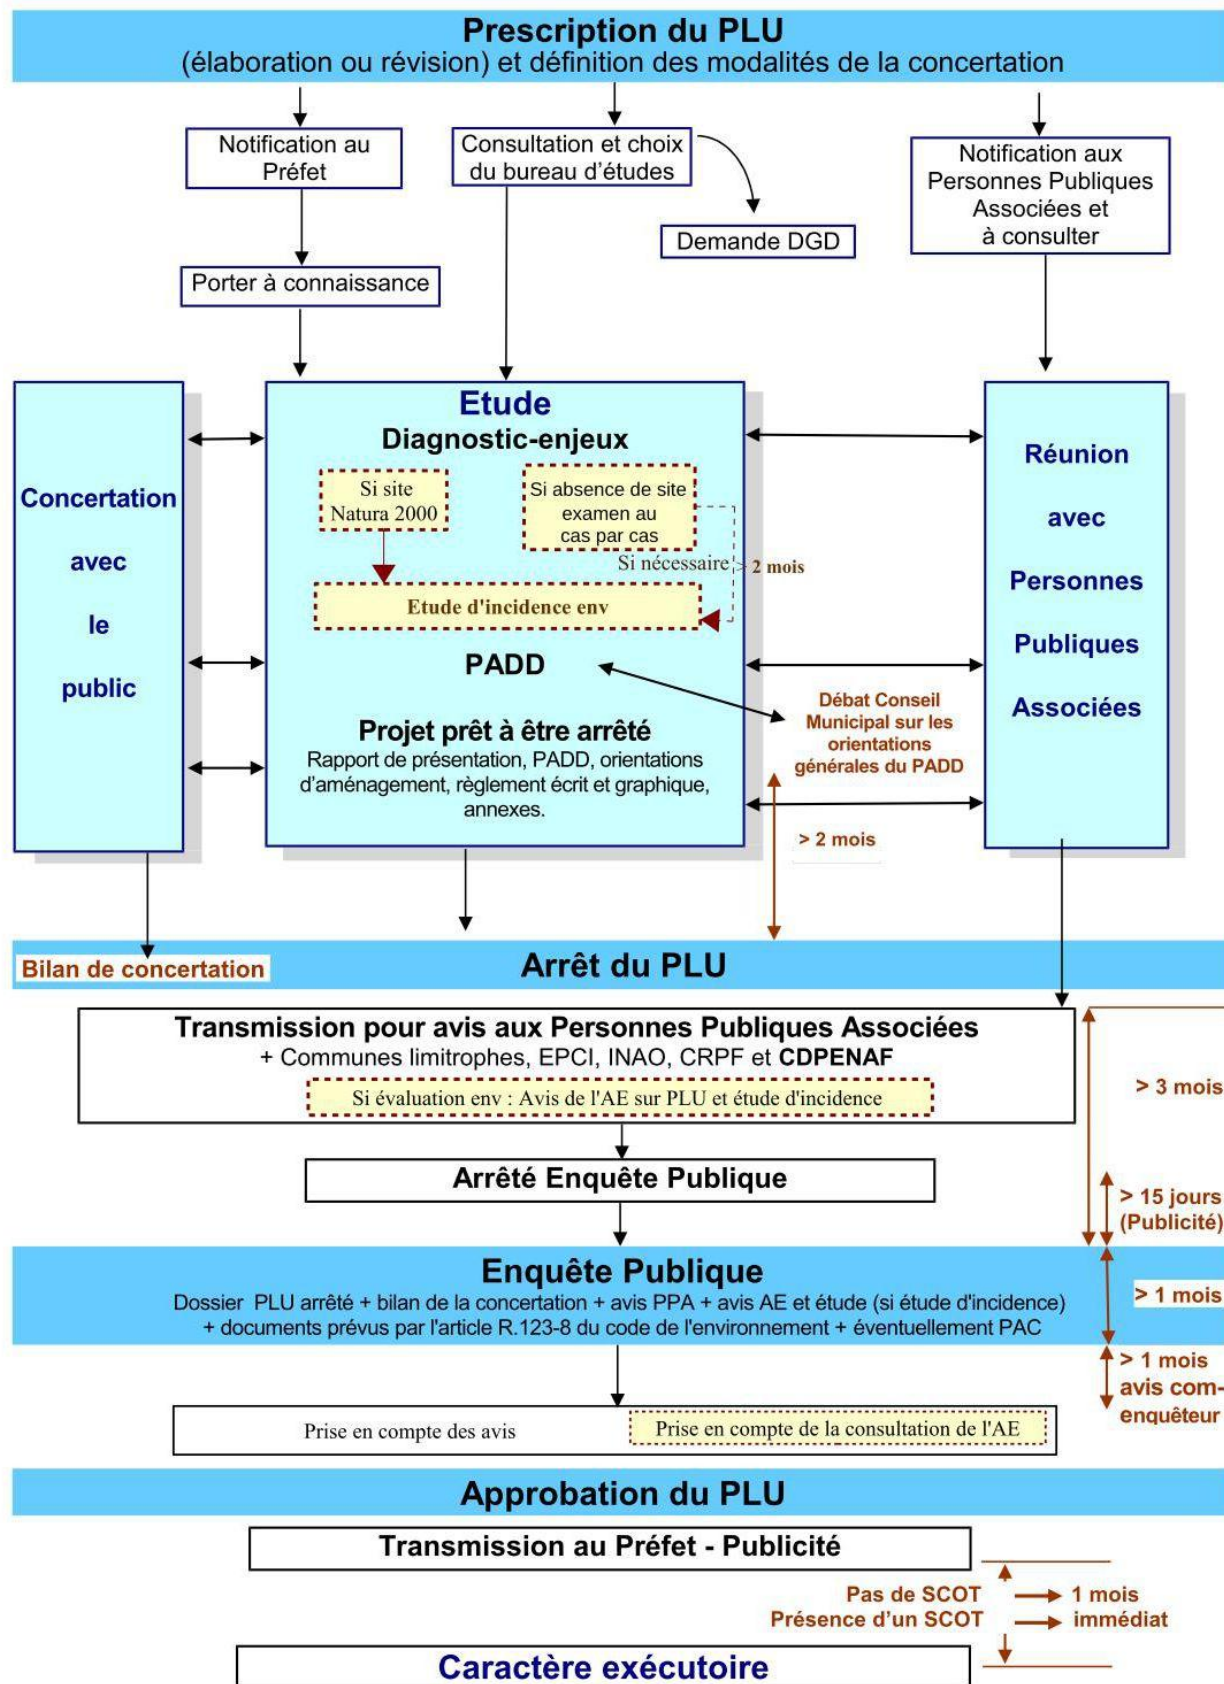 Prescription du PLU
(élaboration ou révision) et définition des modalités de la concertation
Notification au
Préfet
Consultation et choix
du bureau d'études
Notification aux
Personnes Publiques
Associées et
à consulter
Demande DGD
Porter à connaissance
Concertation
avec
le
public
Etude
Diagnostic-enjeux
Si site
Natura 2000
Si absence de site
examen au
cas par cas
Si nécessaire
> 2 mois
Etude d'incidence env
PADD
Projet prêt à être arrêté
Rapport de présentation, PADD, orientations
d'aménagement, règlement écrit et graphique,
annexes.
Débat Conseil
Municipal sur les
orientations
générales du PADD
> 2 mois
Réunion
avec
Personnes
Publiques
Associées
Bilan de concertation
Arrêt du PLU
Transmission pour avis aux Personnes Publiques Associées
+ Communes limitrophes, EPCI, INAO, CRPF et CDPENAF
Si évaluation env : Avis de l'AE sur PLU et étude d'incidence
> 3 mois
Arrêté Enquête Publique
> 15 jours
(Publicité)
Enquête Publique
Dossier PLU arrêté + bilan de la concertation + avis PPA + avis AE et étude (si étude d'incidence)
+ documents prévus par l'article R.123-8 du code de l'environnement + éventuellement PAC
> 1 mois
> 1 mois
avis com-
enquêteur
Prise en compte des avis
Prise en compte de la consultation de l'AE
Approbation du PLU
Transmission au Préfet - Publicité
Pas de SCOT
1 mois
Présence d'un SCOT
immédiat
Caractère exécutoire